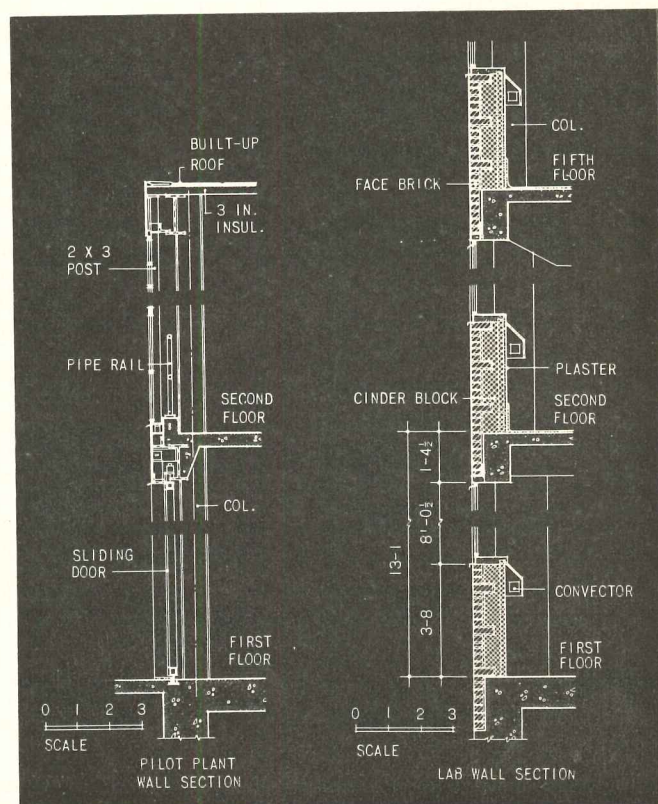 BUILT-UP
ROOF
3 IN.
INSUL.
2 X 3
POST
PIPE RAIL
SECOND
FLOOR
COL.
SLIDING
DOOR
FIRST
FLOOR
0 1 2 3
SCALE
PILOT PLANT
WALL SECTION
COL.
FIFTH
FLOOR
FACE BRICK
PLASTER
CINDER BLOCK
SECOND
FLOOR
1-4½
8'-0½
13-1
3-8
CONVECTOR
FIRST
FLOOR
0 1 2 3
SCALE
LAB WALL SECTION